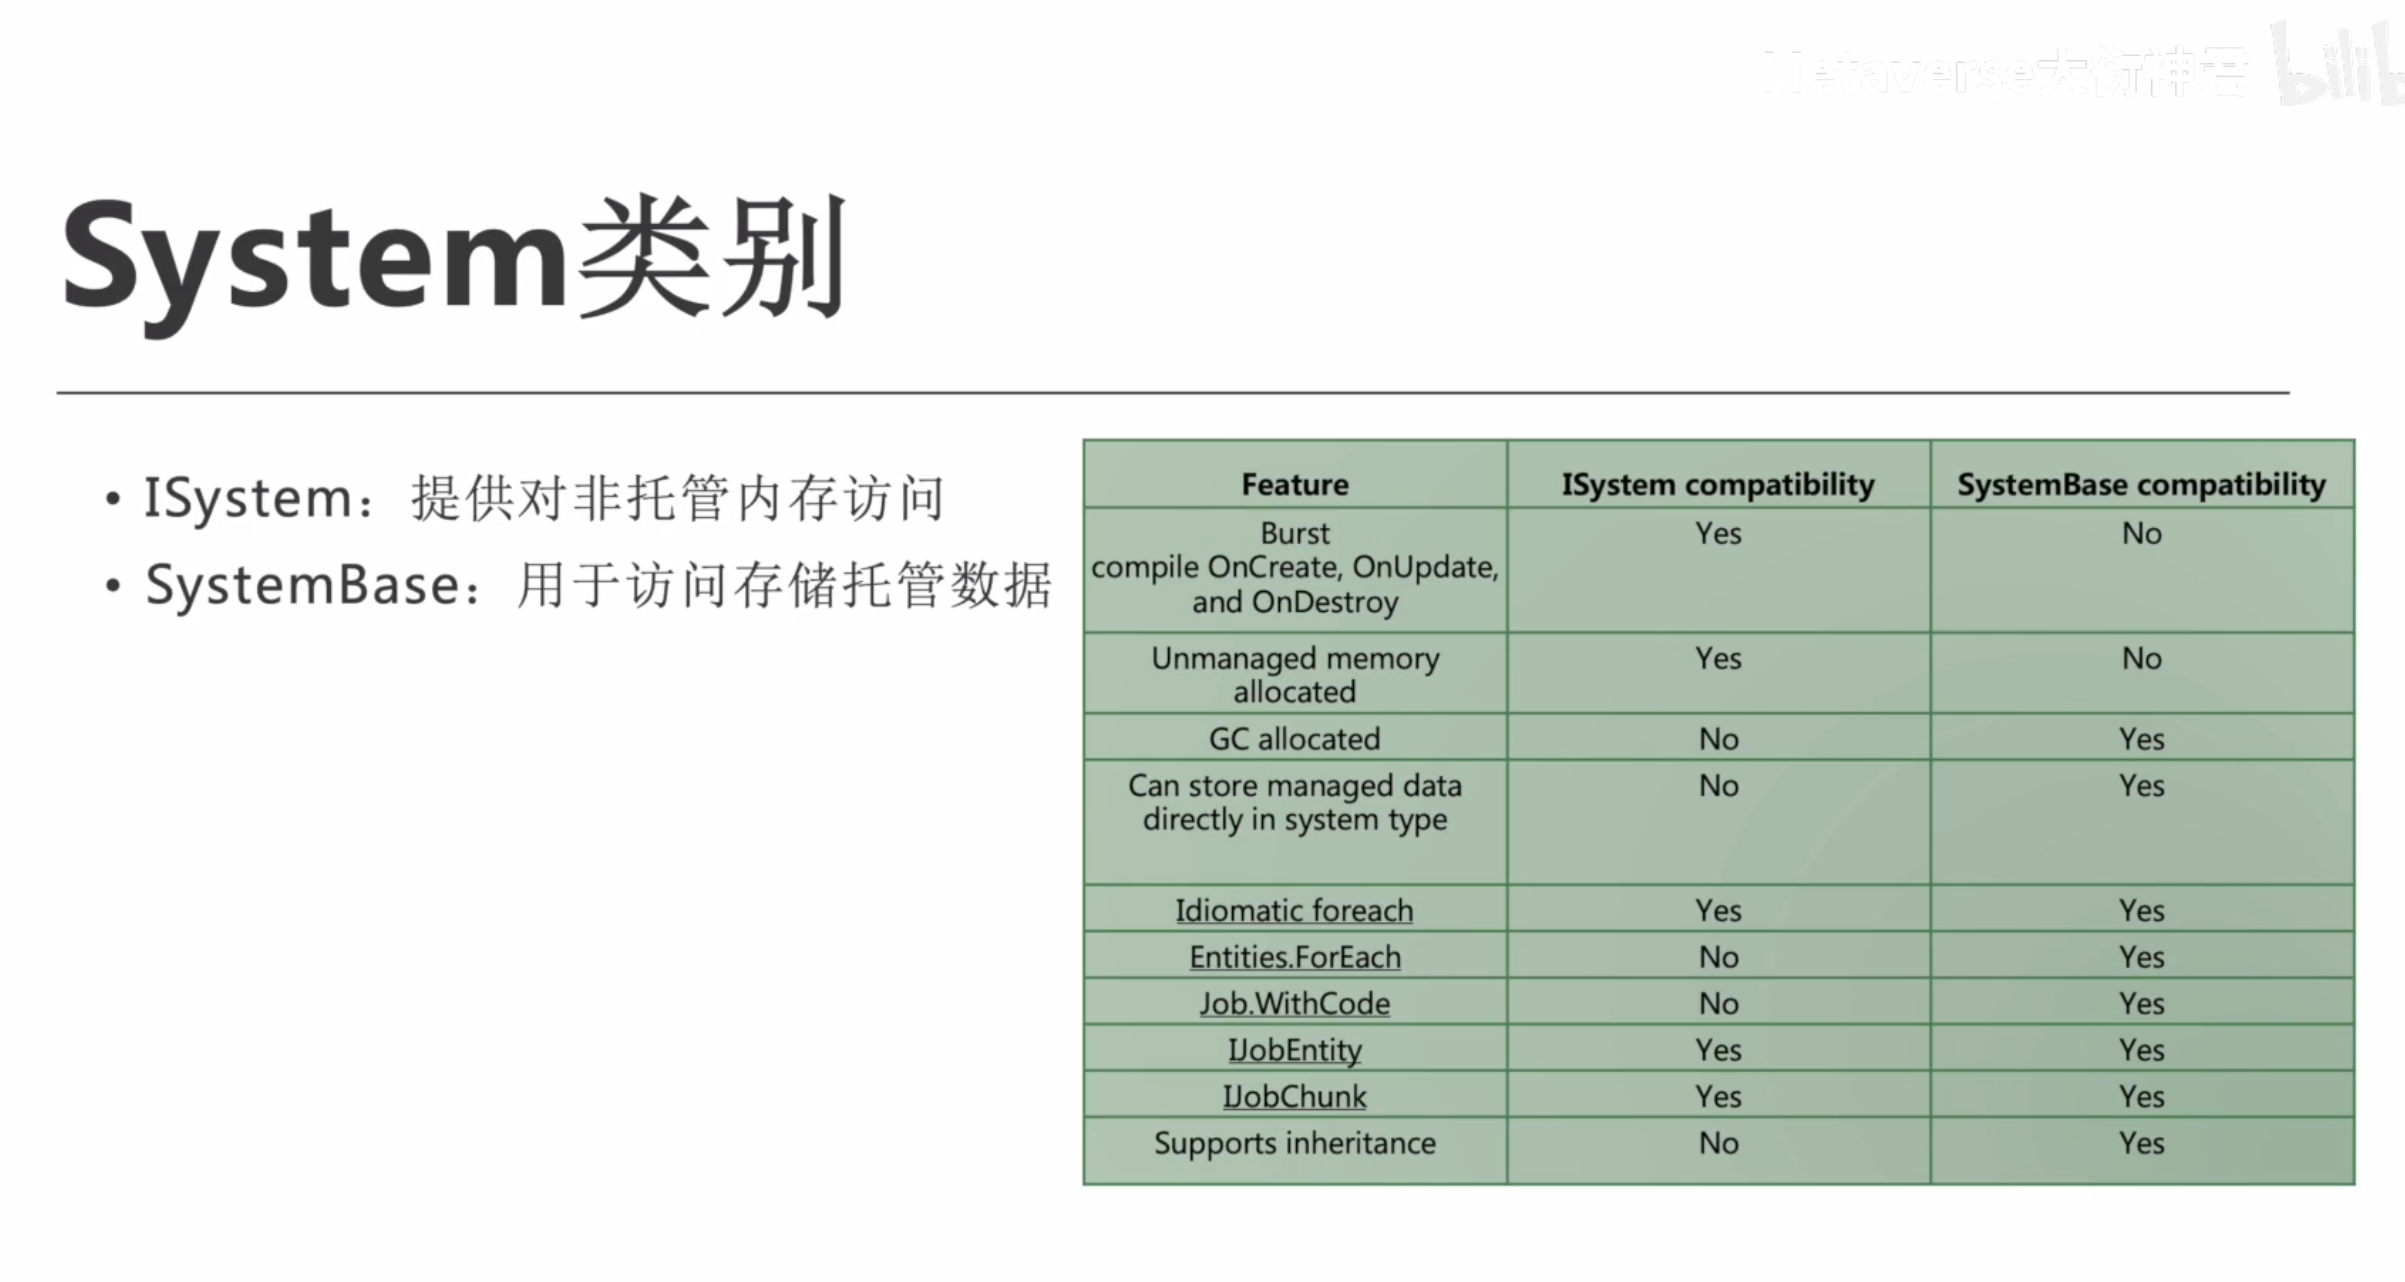 Metaverse大衍神君 bilib
System类别
• ISystem：提供对非托管内存访问
• SystemBase：用于访问存储托管数据
Feature ISystem compatibility SystemBase compatibility
Burst Yes No
compile OnCreate, OnUpdate,
and OnDestroy
Unmanaged memory Yes No
allocated
GC allocated No Yes
Can store managed data No Yes
directly in system type
Idiomatic foreach Yes Yes
Entities.ForEach No Yes
Job.WithCode No Yes
IJobEntity Yes Yes
IJobChunk Yes Yes
Supports inheritance No Yes